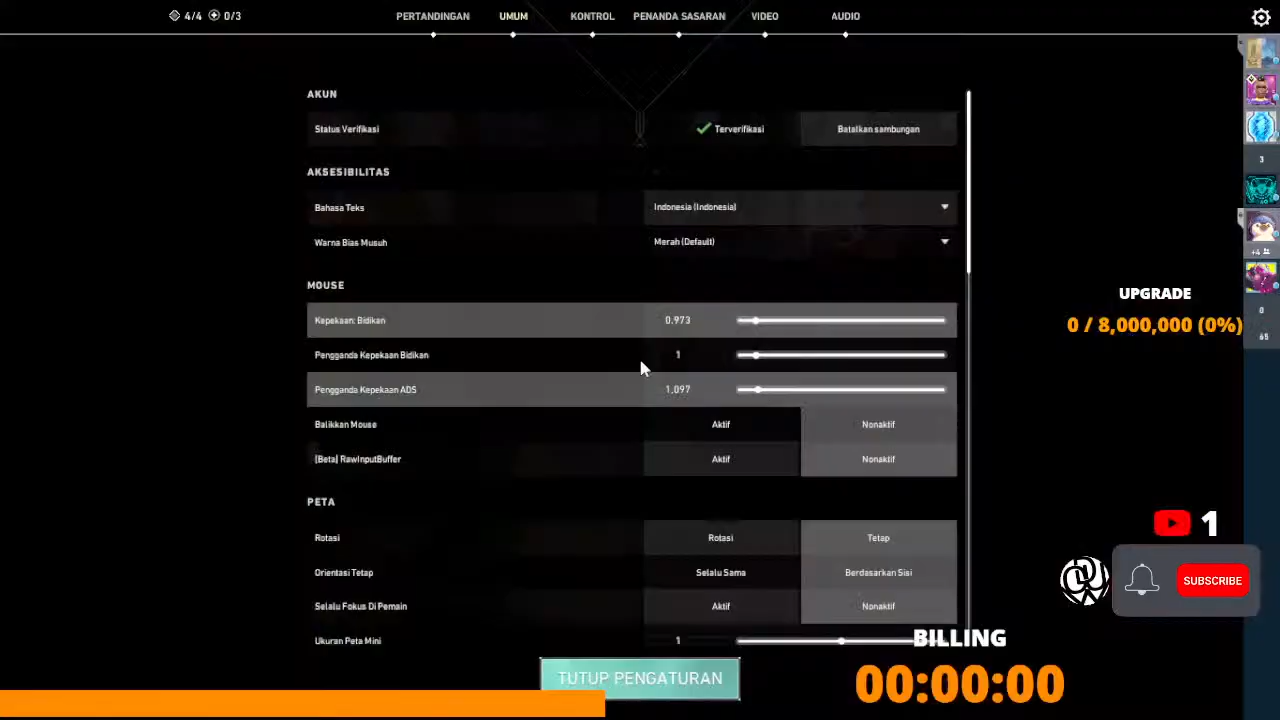 4/4 0/3
PERTANDINGAN UMUM KONTROL PENANDA SASARAN VIDEO AUDIO
AKUN
Status Verifikasi Terverifikasi Batalkan sambungan
AKSESIBILITAS
Bahasa Teks Indonesia (Indonesia)
Warna Bias Musuh Merah (Default)
MOUSE
Kepekaan: Bidikan 0.973
Pengganda Kepekaan Bidikan 1
Pengganda Kepekaan ADS 1.097
Balikkan Mouse Aktif Nonaktif
[Beta] RawInputBuffer Aktif Nonaktif
PETA
Rotasi Rotasi Tetap
Orientasi Tetap Selalu Sama Berdasarkan Sisi
Selalu Fokus Di Pemain Aktif Nonaktif
Ukuran Peta Mini 1
TUTUP PENGATURAN
3
+4
0
65
UPGRADE
0 / 8,000,000 (0%)
1
SUBSCRIBE
BILLING
00:00:00